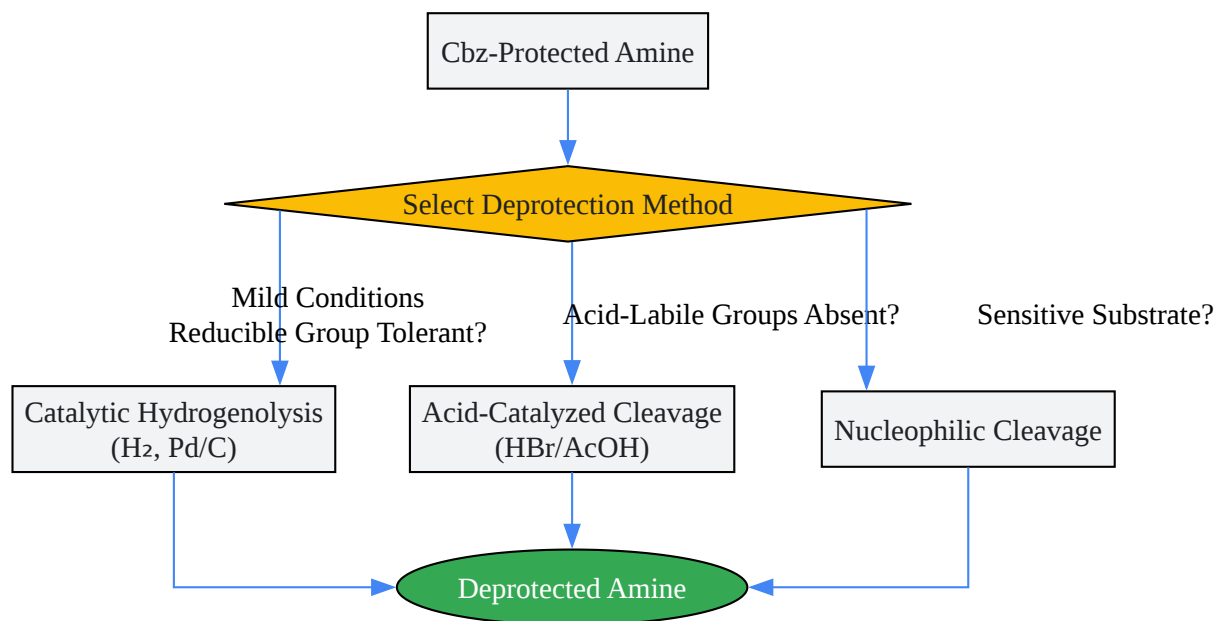 Cbz-Protected Amine
Select Deprotection Method
Mild Conditions
Reducible Group Tolerant?
Acid-Labile Groups Absent?
Sensitive Substrate?
Catalytic Hydrogenolysis
(H₂, Pd/C)
Acid-Catalyzed Cleavage
(HBr/AcOH)
Nucleophilic Cleavage
Deprotected Amine